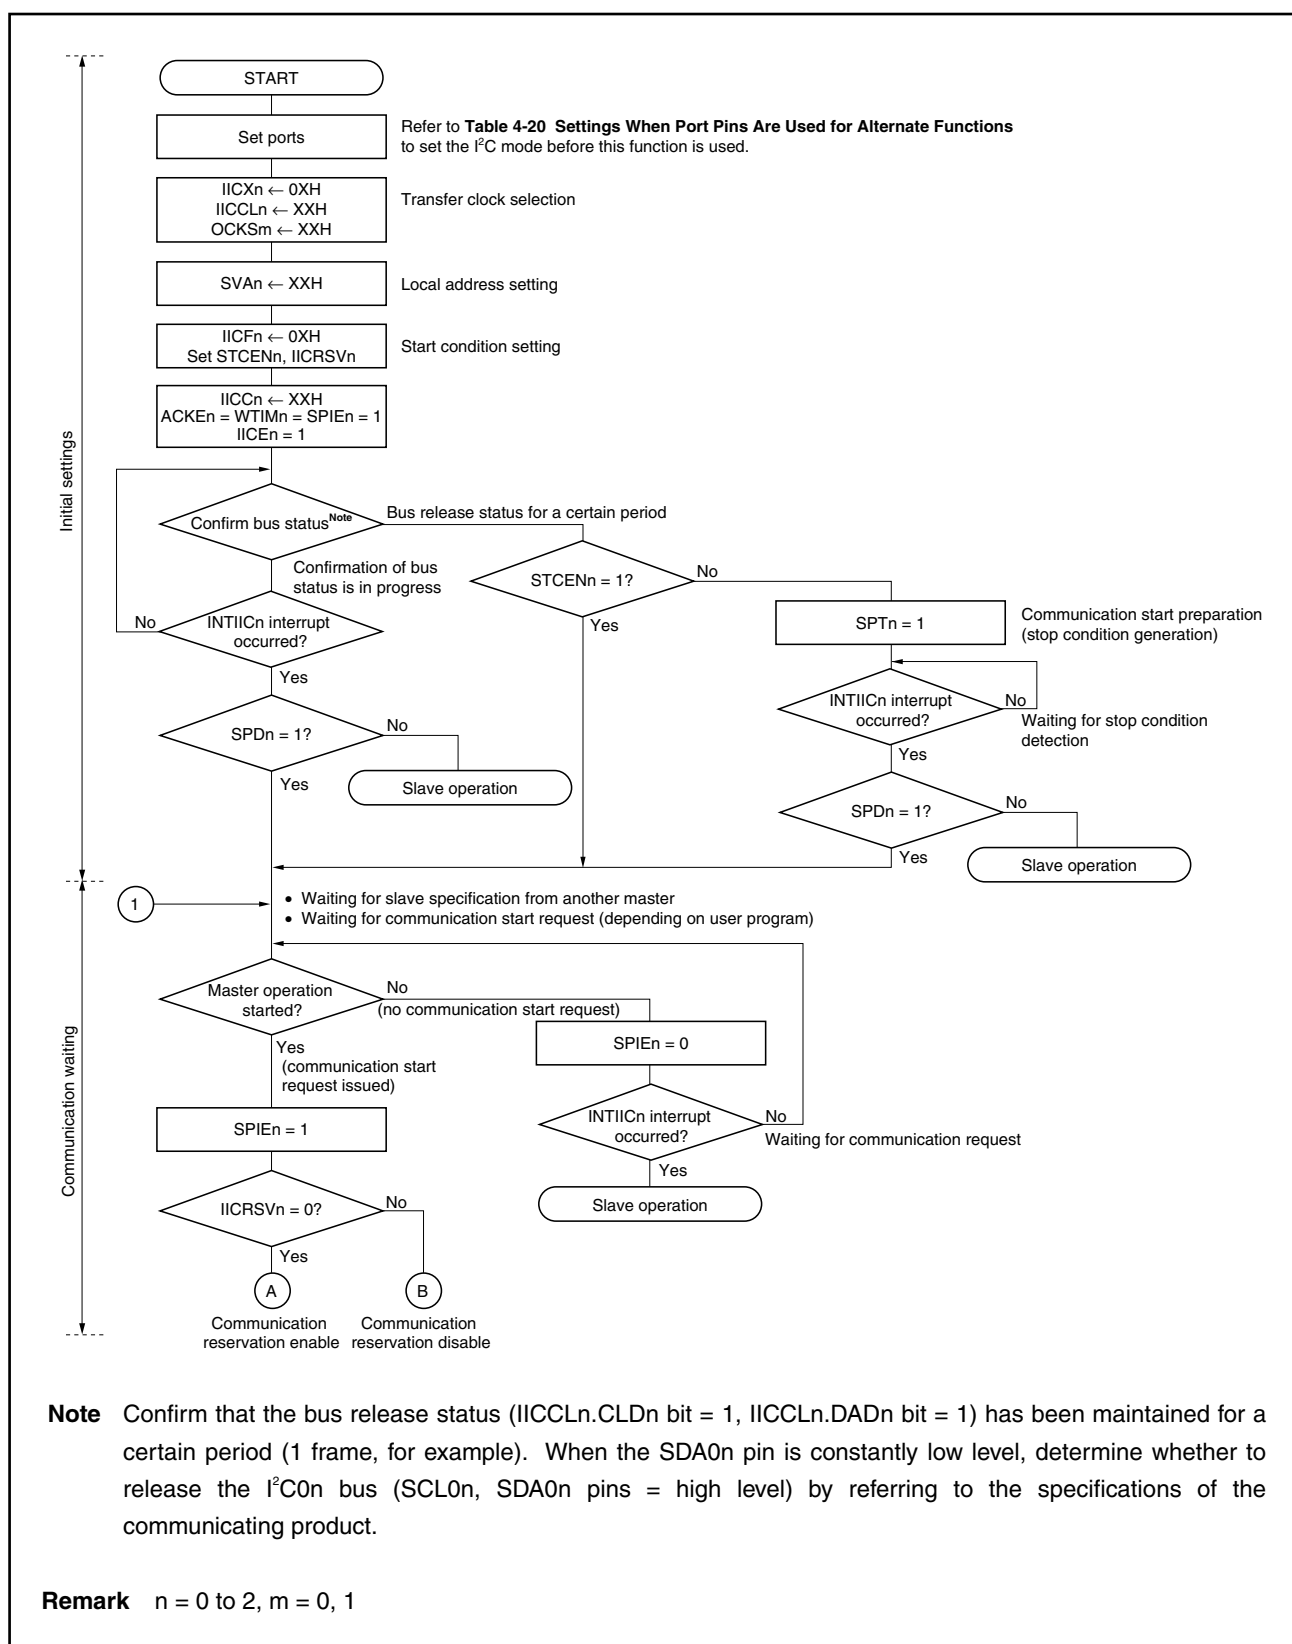 START
Set ports
Refer to Table 4-20 Settings When Port Pins Are Used for Alternate Functions
to set the I²C mode before this function is used.
IICXn ← 0XH
IICCLn ← XXH
OCKSm ← XXH
Transfer clock selection
SVAn ← XXH
Local address setting
IICFn ← 0XH
Set STCENn, IICRSVn
Start condition setting
IICCn ← XXH
ACKEn = WTIMn = SPIEn = 1
IICEn = 1
Initial settings
Confirm bus statusNote
Bus release status for a certain period
Confirmation of bus
status is in progress
STCENn = 1?
No
Yes
SPTn = 1
Communication start preparation
(stop condition generation)
No
INTIICn interrupt
occurred?
Yes
INTIICn interrupt
occurred?
No
Waiting for stop condition
detection
Yes
SPDn = 1?
No
Yes
Slave operation
SPDn = 1?
No
Yes
Slave operation
1
• Waiting for slave specification from another master
• Waiting for communication start request (depending on user program)
Communication waiting
Master operation
started?
No
(no communication start request)
Yes
(communication start
request issued)
SPIEn = 0
SPIEn = 1
INTIICn interrupt
occurred?
No
Waiting for communication request
Yes
Slave operation
IICRSVn = 0?
No
Yes
A
B
Communication
reservation enable
Communication
reservation disable
Note Confirm that the bus release status (IICCLn.CLDn bit = 1, IICCLn.DADn bit = 1) has been maintained for a
certain period (1 frame, for example). When the SDA0n pin is constantly low level, determine whether to
release the I²C0n bus (SCL0n, SDA0n pins = high level) by referring to the specifications of the
communicating product.
Remark n = 0 to 2, m = 0, 1